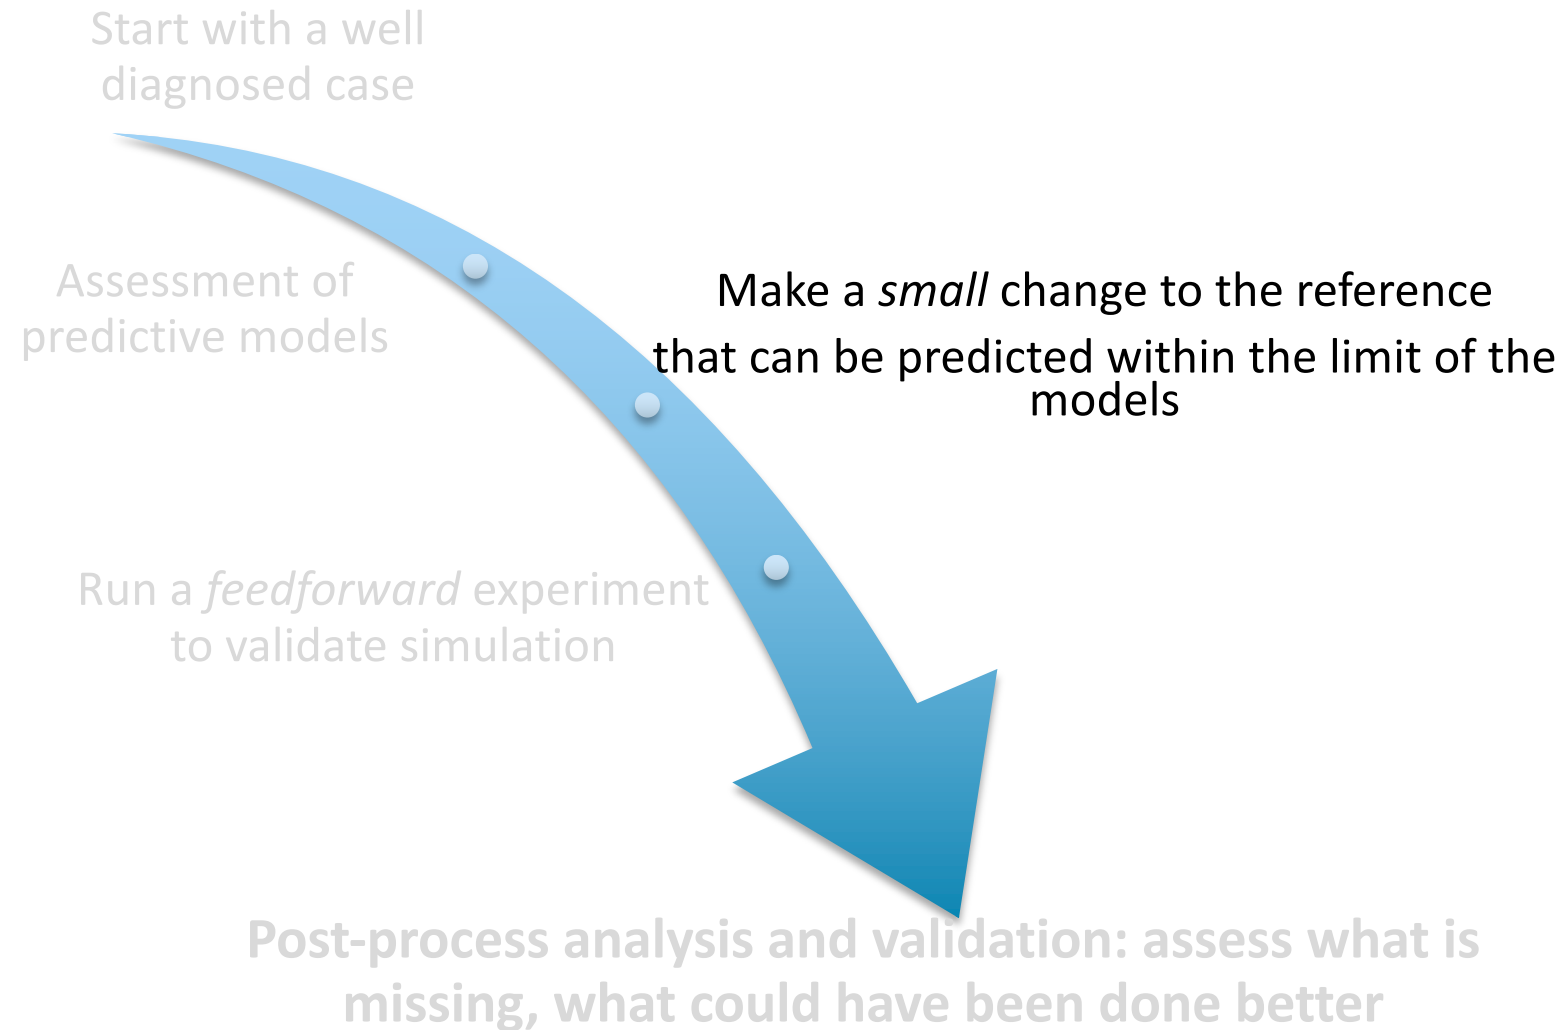 Start with a well
diagnosed case
Assessment of
predictive models
Make a small change to the reference
that can be predicted within the limit of the
models
Run a feedforward experiment
to validate simulation
Post-process analysis and validation: assess what is
missing, what could have been done better